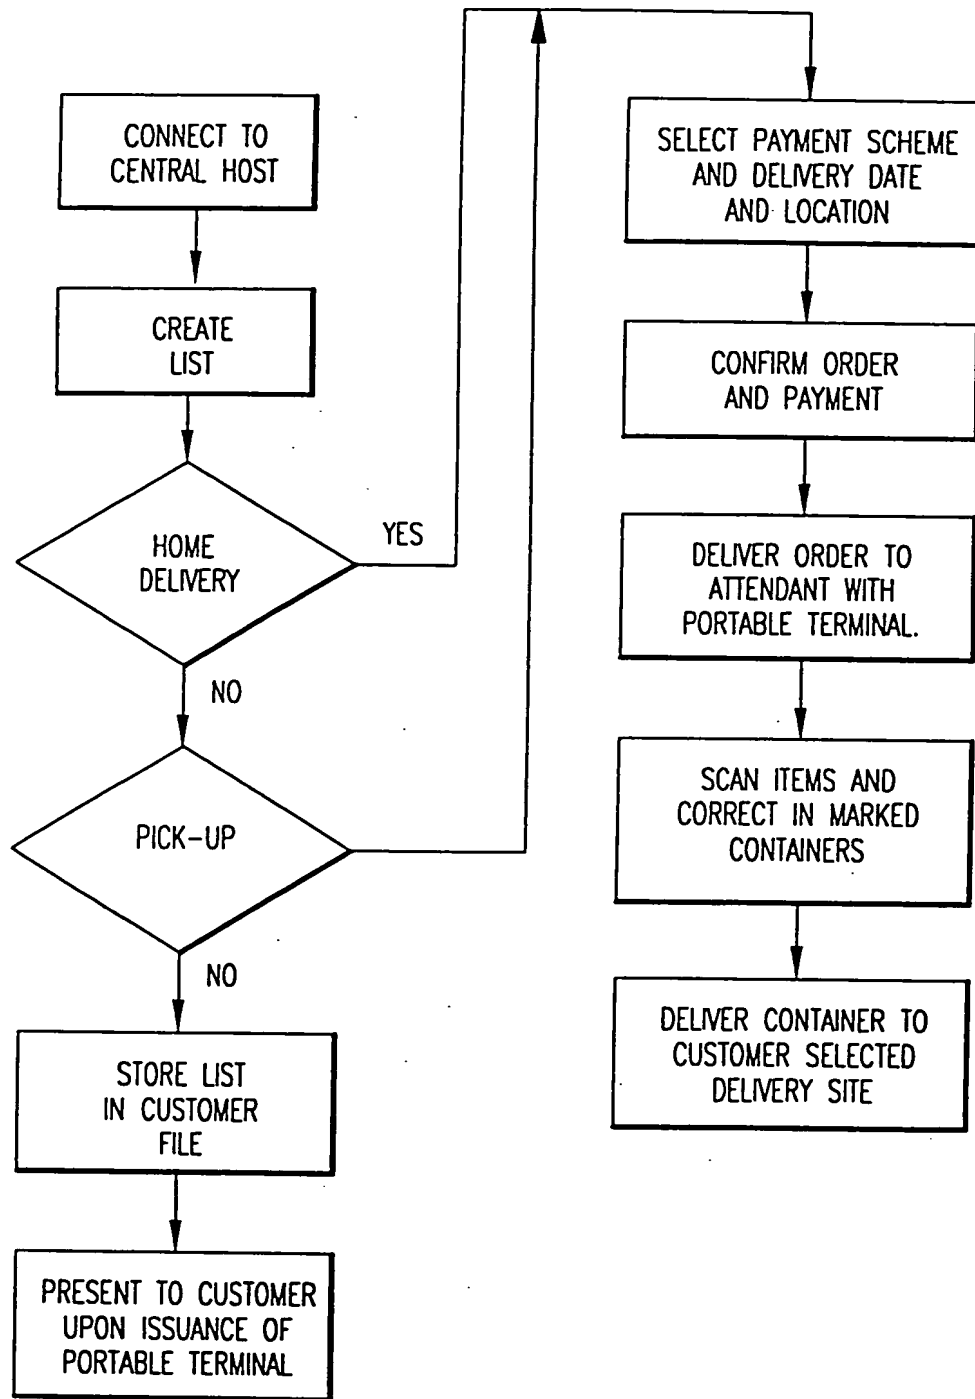 CONNECT TO
CENTRAL HOST
CREATE
LIST
HOME
DELIVERY
YES
NO
PICK-UP
NO
STORE LIST
IN CUSTOMER
FILE
PRESENT TO CUSTOMER
UPON ISSUANCE OF
PORTABLE TERMINAL
SELECT PAYMENT SCHEME
AND DELIVERY DATE
AND LOCATION
CONFIRM ORDER
AND PAYMENT
DELIVER ORDER TO
ATTENDANT WITH
PORTABLE TERMINAL.
SCAN ITEMS AND
CORRECT IN MARKED
CONTAINERS
DELIVER CONTAINER TO
CUSTOMER SELECTED
DELIVERY SITE